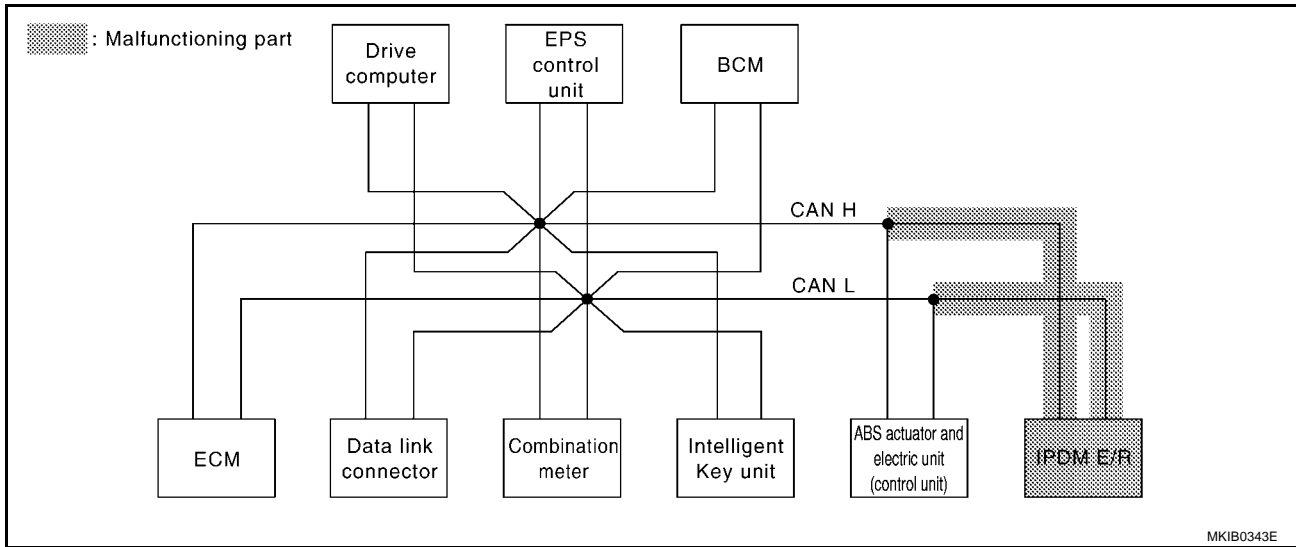 : Malfunctioning part
Drive
computer
EPS
control
unit
BCM
CAN H
CAN L
ECM
Data link
connector
Combination
meter
Intelligent
Key unit
ABS actuator and
electric unit
(control unit)
IPDM E/R
MKIB0343E